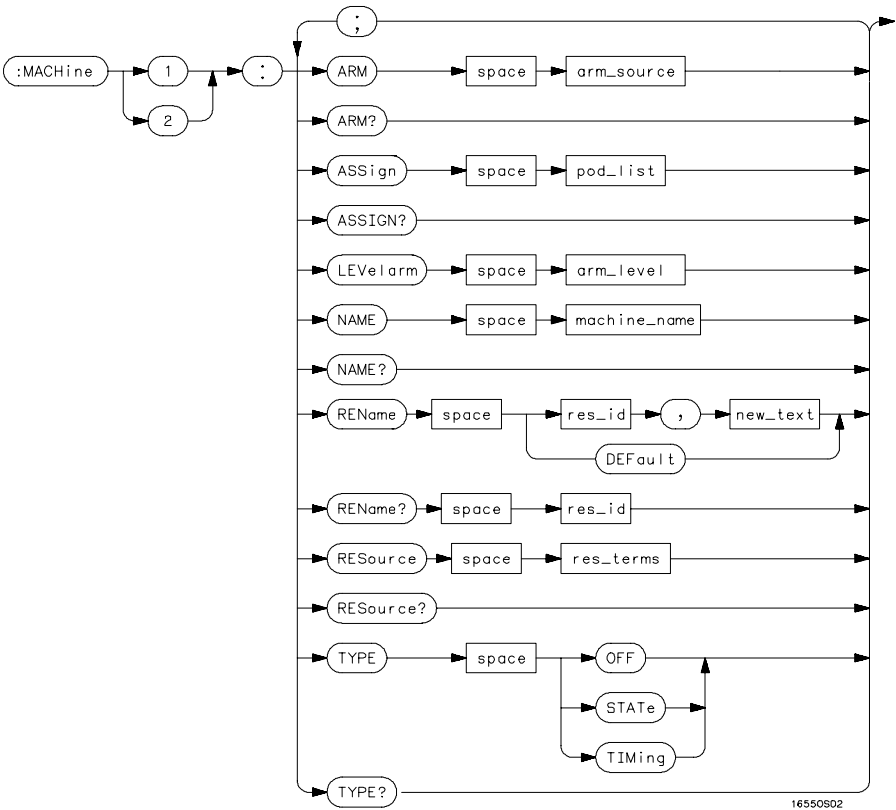 ;
:MACHine 1 : ARM space arm_source
2
ARM?
ASSign space pod_list
ASSIGN?
LEVelarm space arm_level
NAME space machine_name
NAME?
REName space res_id , new_text
DEFault
REName? space res_id
RESource space res_terms
RESource?
TYPE space OFF
STATe
TIMing
TYPE?
16550S02